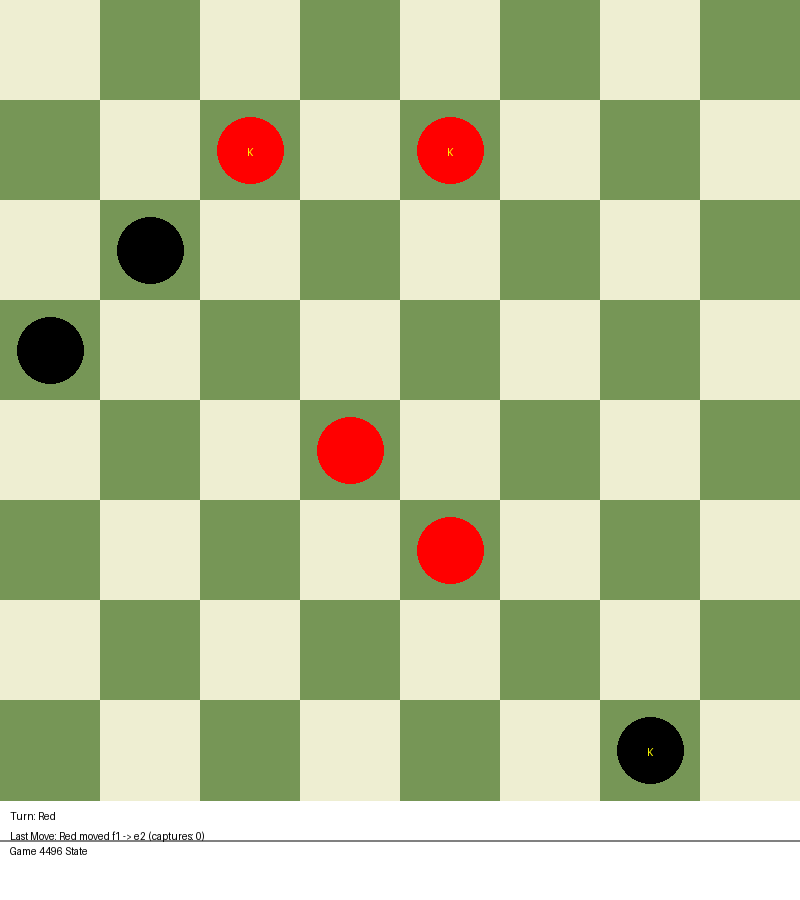 K K
K
Turn: Red
Last Move: Red moved f1 -> e2 (captures: 0)
Game 4496 State